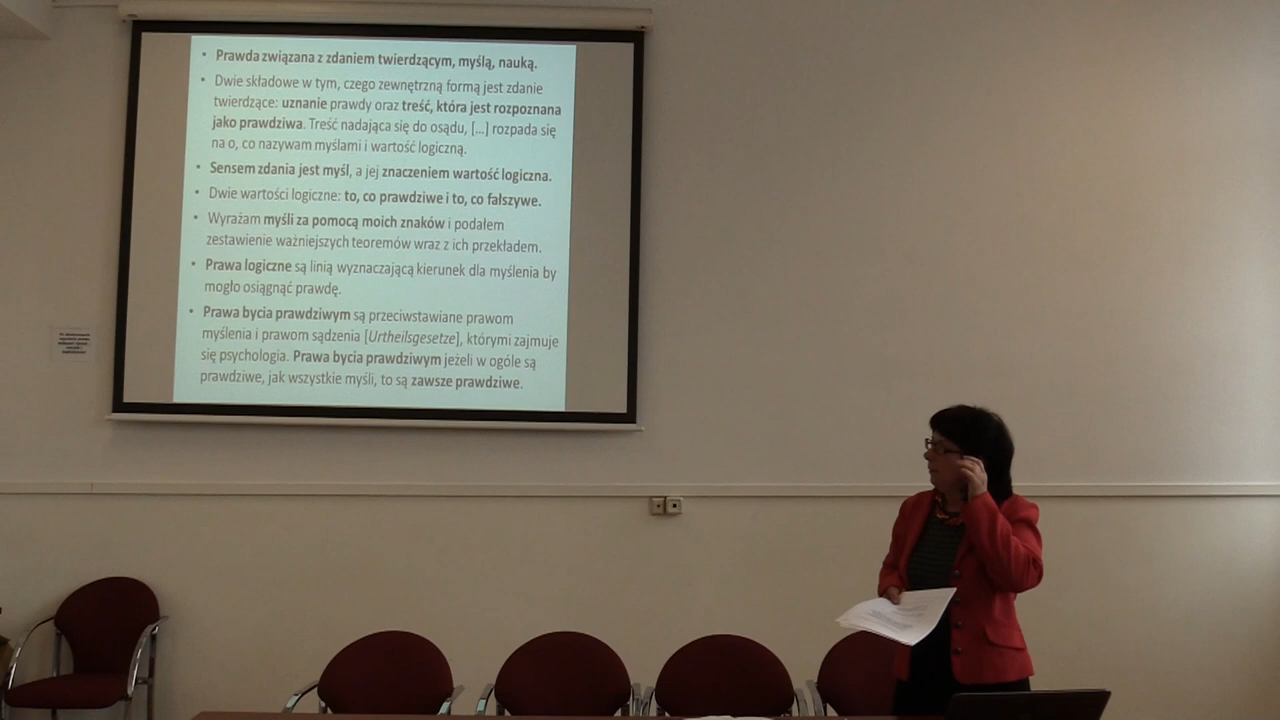 • Prawda związana z zdaniem twierdzącym, myślą, nauką.
• Dwie składowe w tym, czego zewnętrzną formą jest zdanie
twierdzące: uznanie prawdy oraz treść, która jest rozpoznana
jako prawdziwa. Treść nadająca się do osądu, [...] rozpada się
na o, co nazywam myślami i wartość logiczną.
• Sensem zdania jest myśl, a jej znaczeniem wartość logiczna.
• Dwie wartości logiczne: to, co prawdziwe i to, co fałszywe.
• Wyrażam myśli za pomocą moich znaków i podałem
zestawienie ważniejszych teoremów wraz z ich przekładem.
• Prawa logiczne są linią wyznaczającą kierunek dla myślenia by
mogło osiągnąć prawdę.
• Prawa bycia prawdziwym są przeciwstawiane prawom
myślenia i prawom sądzenia [Urtheilsgesetze], którymi zajmuje
się psychologia. Prawa bycia prawdziwym jeżeli w ogóle są
prawdziwe, jak wszystkie myśli, to są zawsze prawdziwe.